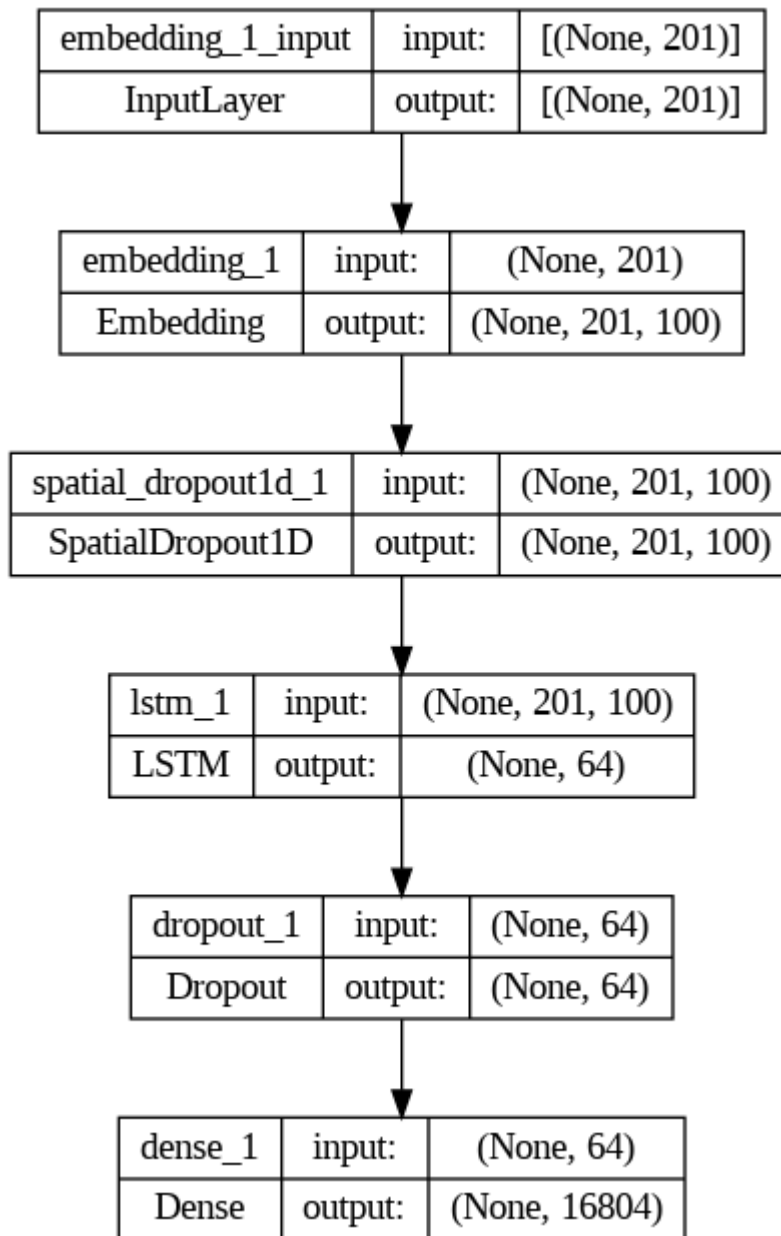 embedding_1_input input: [(None, 201)]
InputLayer output: [(None, 201)]
embedding_1 input: (None, 201)
Embedding output: (None, 201, 100)
spatial_dropout1d_1 input: (None, 201, 100)
SpatialDropout1D output: (None, 201, 100)
lstm_1 input: (None, 201, 100)
LSTM output: (None, 64)
dropout_1 input: (None, 64)
Dropout output: (None, 64)
dense_1 input: (None, 64)
Dense output: (None, 16804)